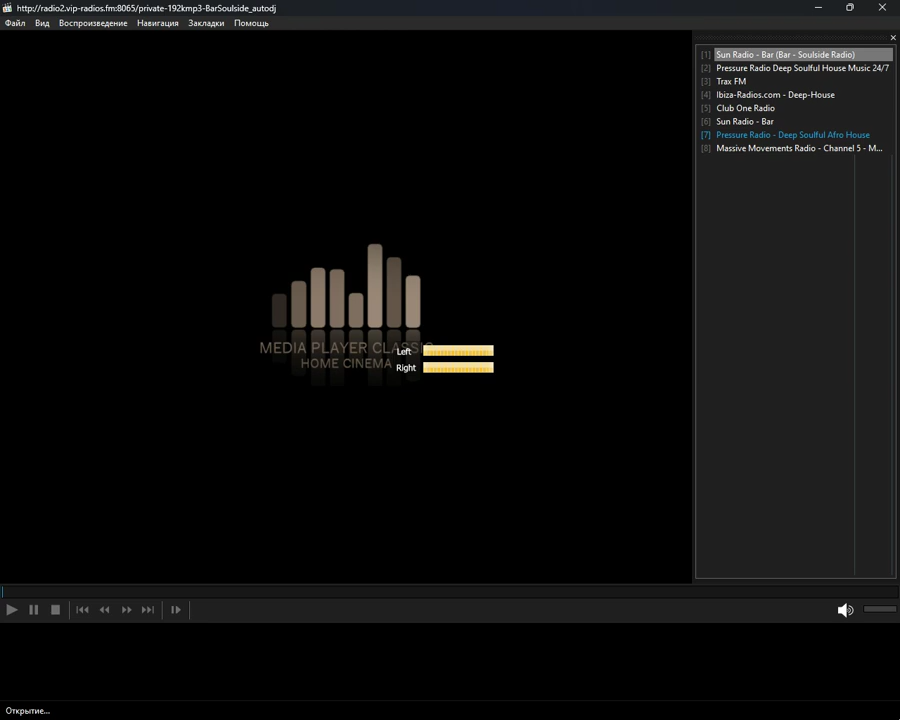 http://radio2.vip-radios.fm:8065/private-192kmp3-BarSoulside_autodj
Файл Вид Воспроизведение Навигация Закладки Помощь
[1] Sun Radio - Bar (Bar - Soulside Radio)
[2] Pressure Radio Deep Soulful House Music 24/7
[3] Trax FM
[4] Ibiza-Radios.com - Deep-House
[5] Club One Radio
[6] Sun Radio - Bar
[7] Pressure Radio - Deep Soulful Afro House
[8] Massive Movements Radio - Channel 5 - M...
MEDIA PLAYER CLASSIC
HOME CINEMA
Left
Right
Открытие...